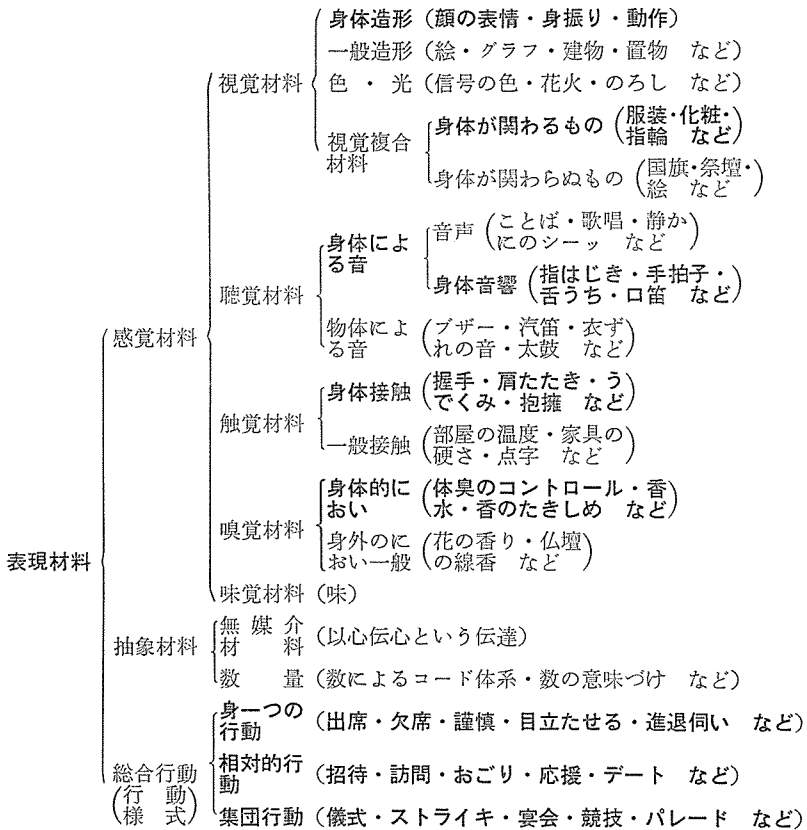 身体造形（顔の表情・身振り・動作）
一般造形（絵・グラフ・建物・置物　など）
視覚材料
色・光（信号の色・花火・のろし　など）
視覚複合
材料
身体が関わるもの（服装・化粧・
指輪　など）
身体が関わらぬもの（国旗・祭壇・
絵　など）
聴覚材料
身体によ
る音
音声（ことば・歌唱・静か
にのシーッ　など）
身体音響（指はじき・手拍子・
舌うち・口笛　など）
物体によ
る音
（ブザー・汽笛・衣ず
れの音・太鼓　など）
感覚材料
触覚材料
身体接触（握手・肩たたき・う
でくみ・抱擁　など）
一般接触（部屋の温度・家具の
硬さ・点字　など）
嗅覚材料
身体的に
おい
（体臭のコントロール・香
水・香のたきしめ　など）
身外のに
おい一般
（花の香り・仏壇
の線香　など）
表現材料
味覚材料（味）
抽象材料
無媒介
材料
（以心伝心という伝達）
数量（数によるコード体系・数の意味づけ　など）
総合行動
（行動
様式）
身一つの
行動
（出席・欠席・謹慎・目立たせる・進退伺い　など）
相対的行
動
（招待・訪問・おごり・応援・デート　など）
集団行動（儀式・ストライキ・宴会・競技・パレード　など）